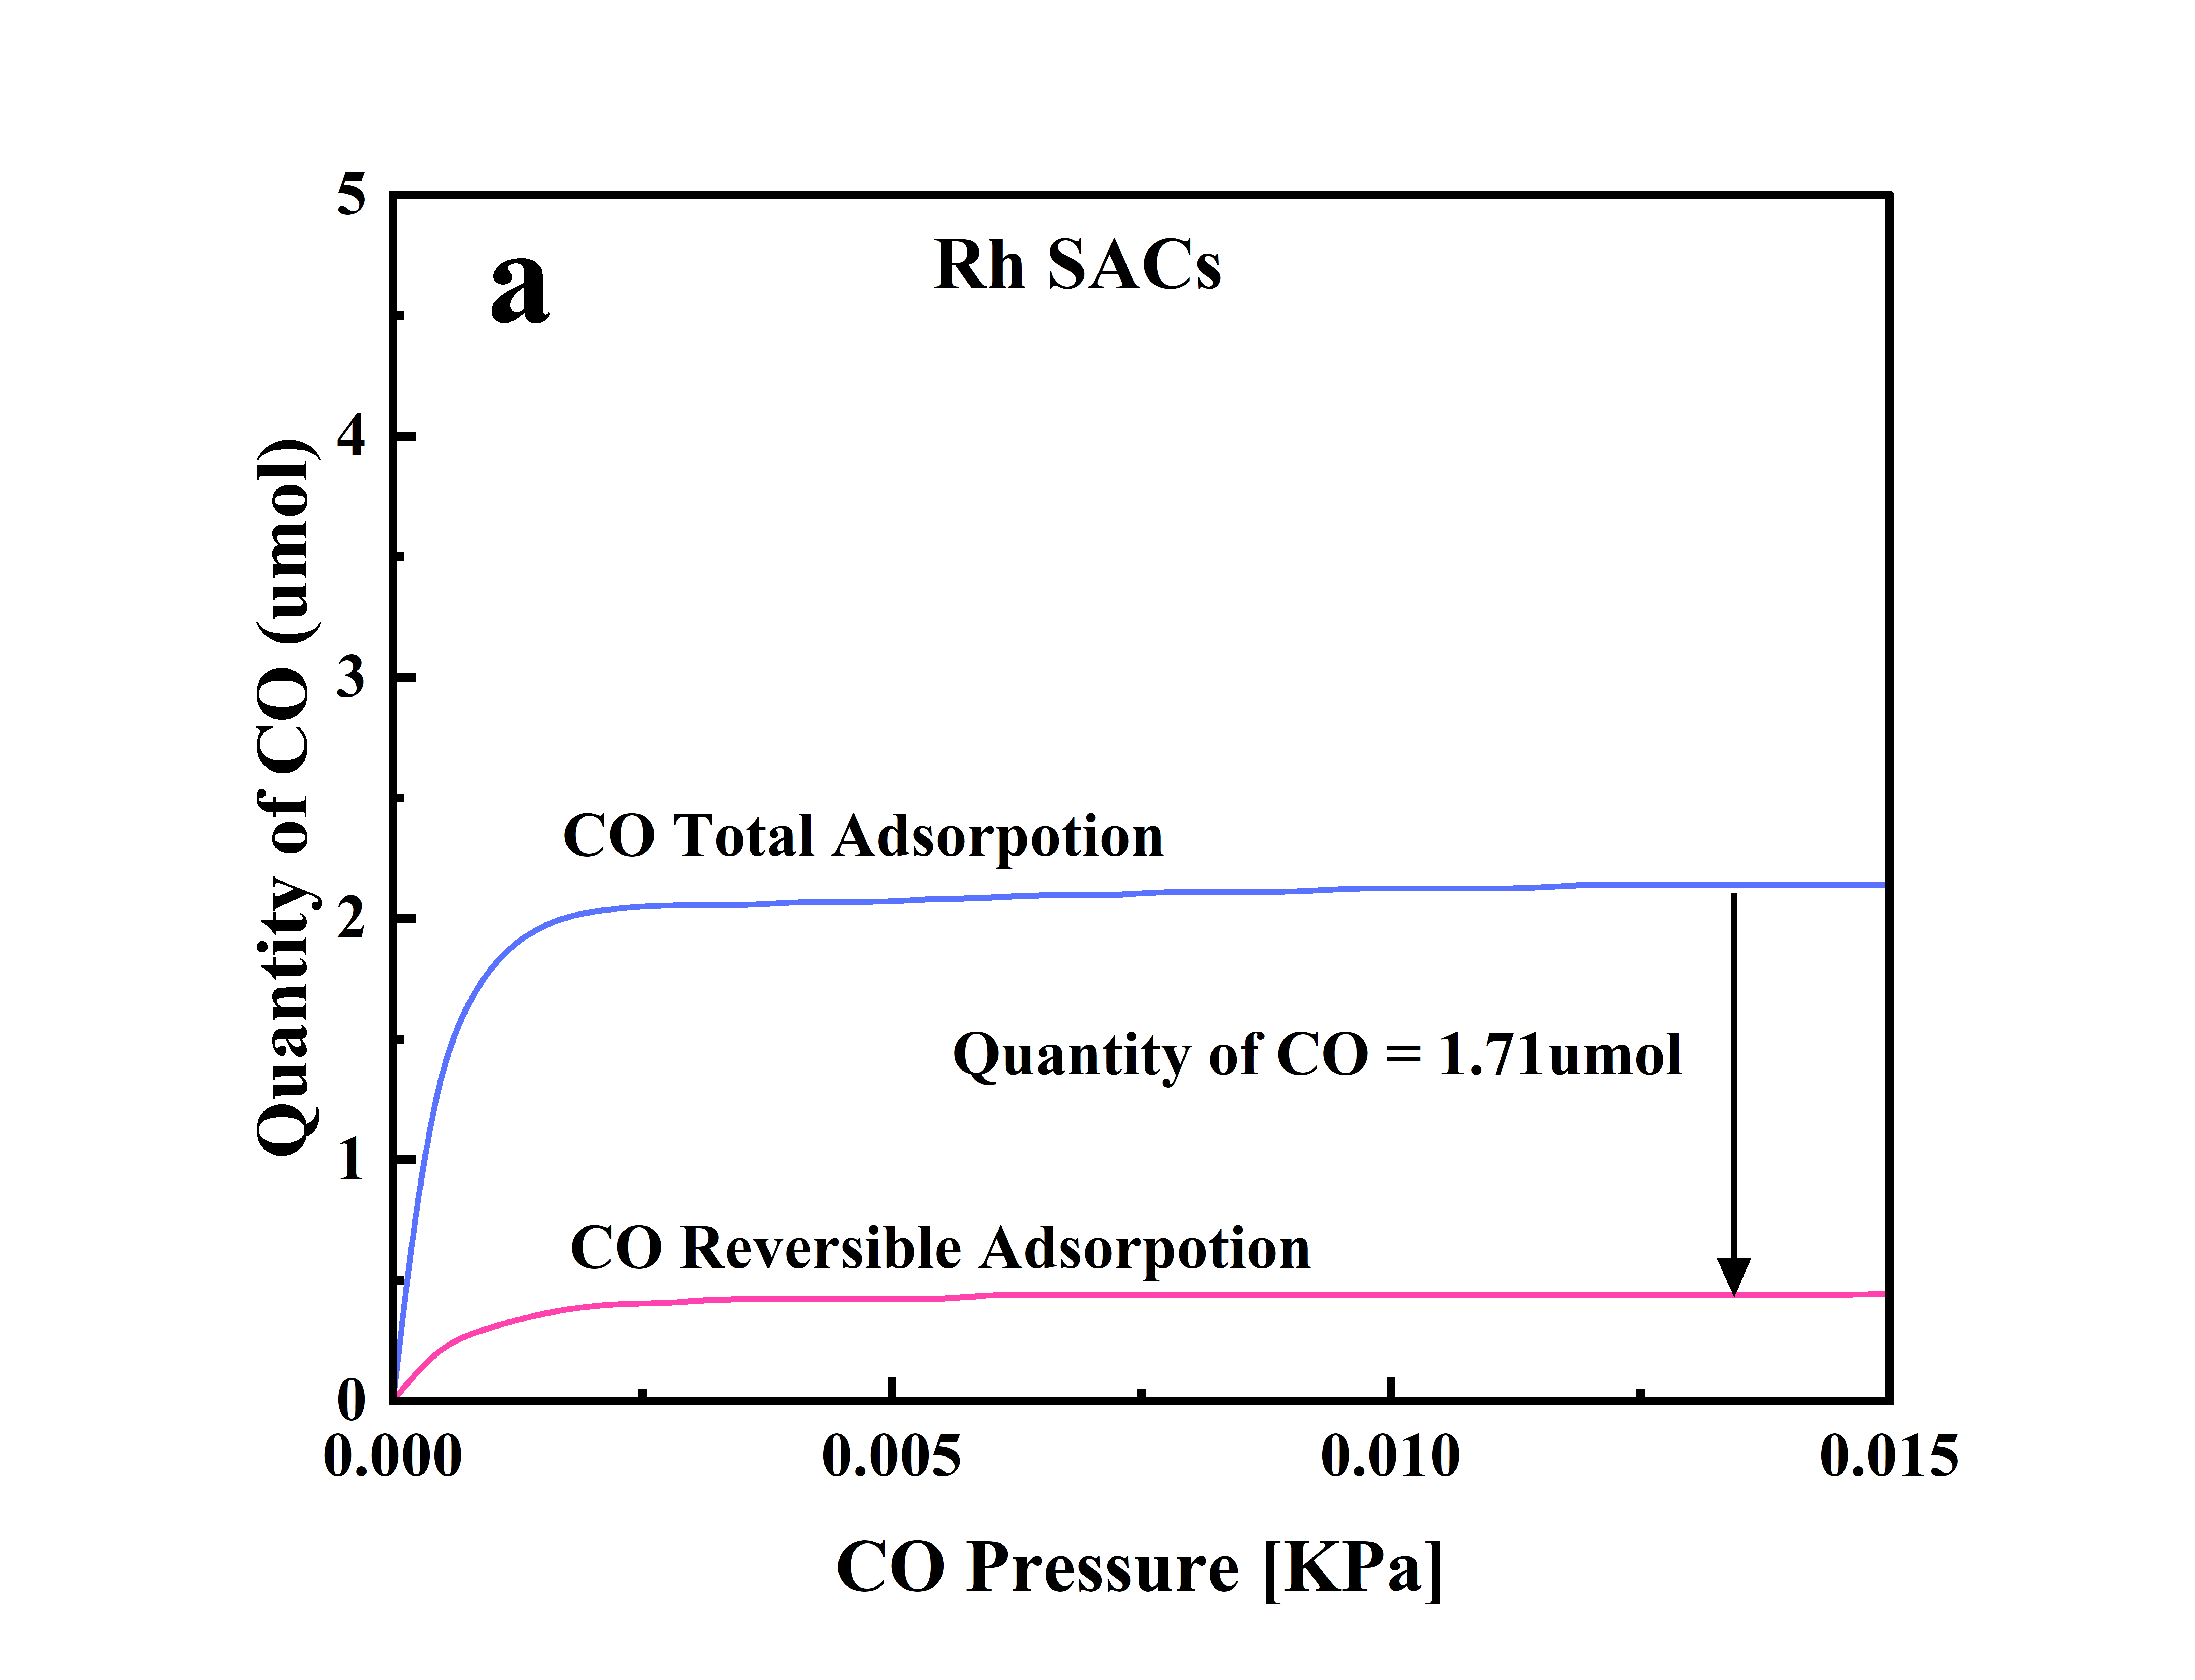 a
Rh SACs
Quantity of CO (umol)
5
4
3
2
1
0
CO Total Adsorpotion
Quantity of CO = 1.71umol
CO Reversible Adsorpotion
0.000 0.005 0.010 0.015
CO Pressure [KPa]